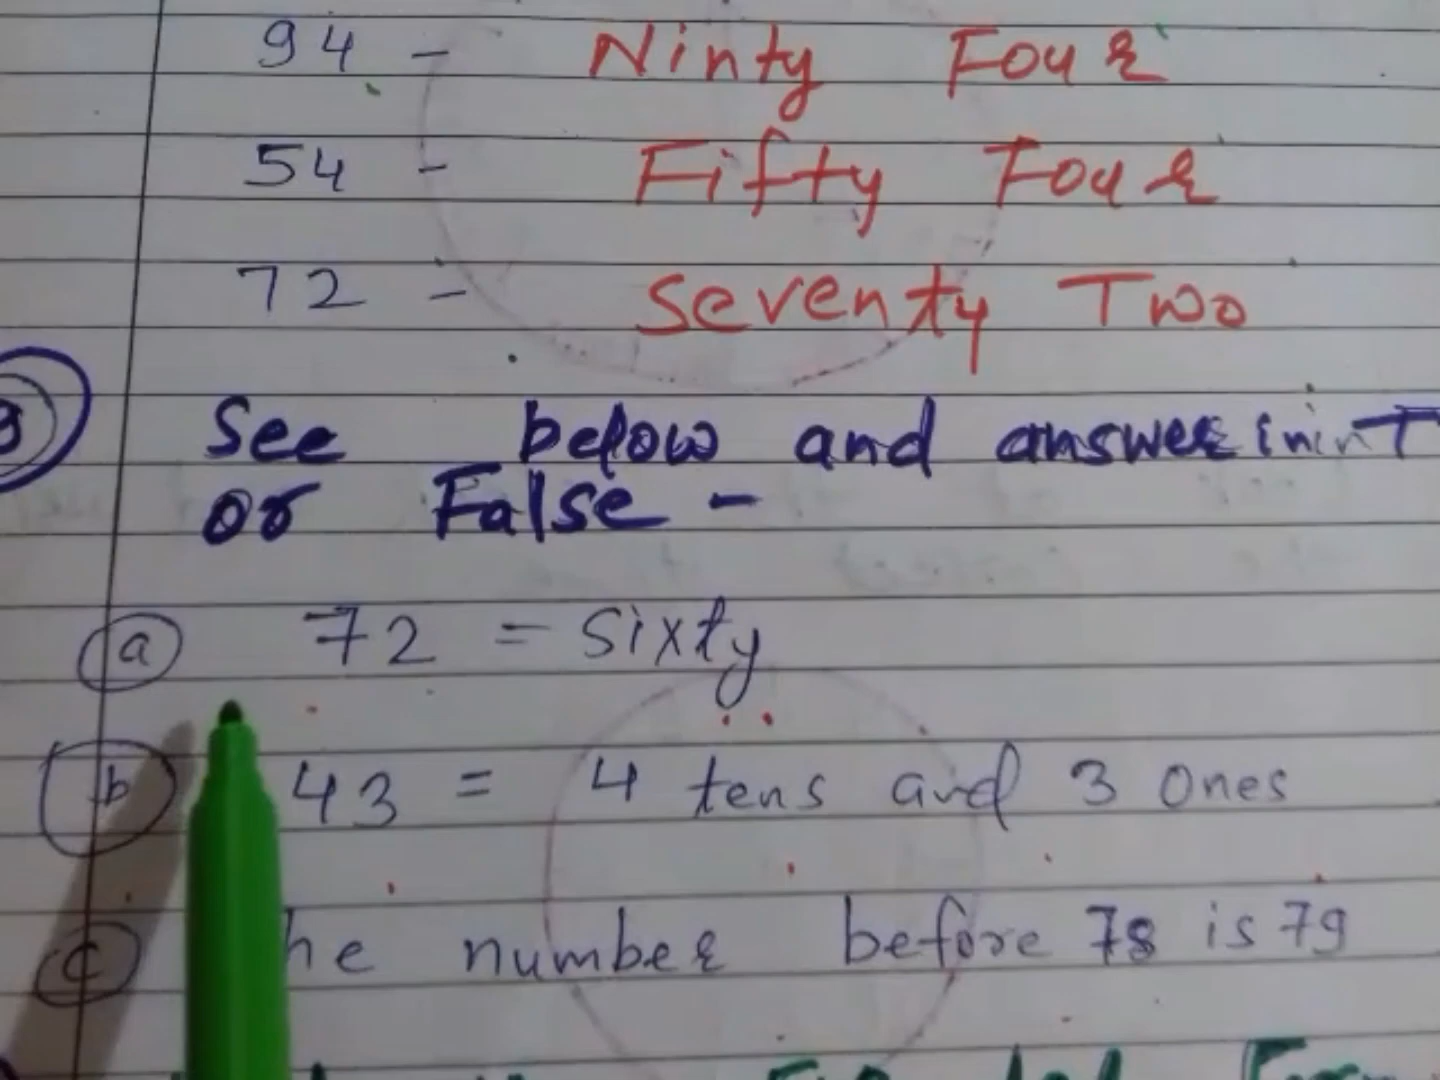 94 - Ninty Four
54 - Fifty Four
72 - Seventy Two
See below and answer in in T
or False -
(a) 72 = Sixty
(b) 43 = 4 tens and 3 ones
(c) he number before 78 is 79